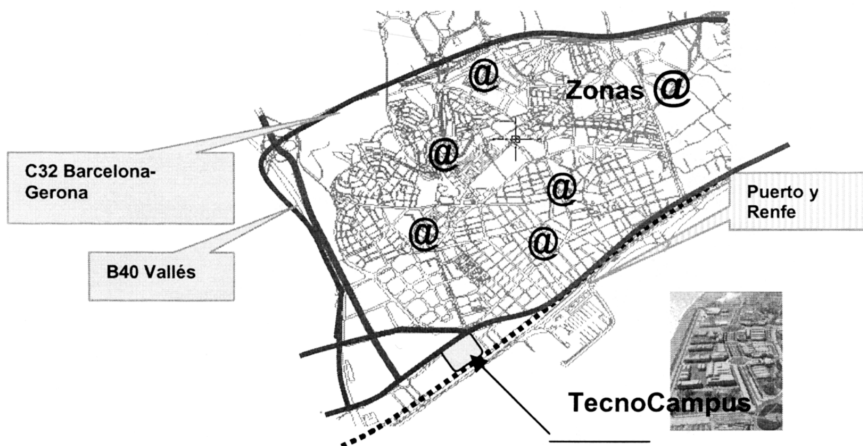 @
Zonas @
@
C32 Barcelona-
Gerona
@
Puerto y
Renfe
@
@
B40 Vallés
TecnoCampus